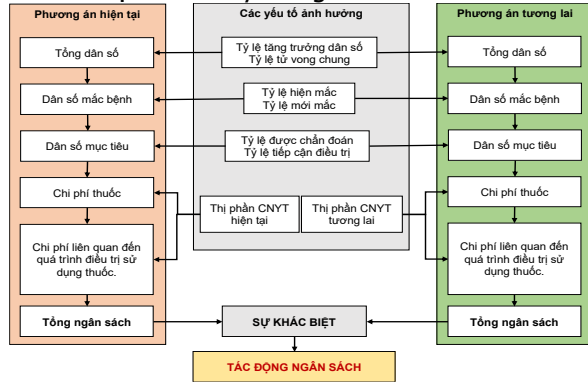 Phương án hiện tại
Tổng dân số
Dân số mắc bệnh
Dân số mục tiêu
Chi phí thuốc
Chi phí liên quan đến
quá trình điều trị sử
dụng thuốc.
Tổng ngân sách
Các yếu tố ảnh hưởng
Tỷ lệ tăng trưởng dân số
Tỷ lệ tử vong chung
Tỷ lệ hiện mắc
Tỷ lệ mới mắc
Tỷ lệ được chẩn đoán
Tỷ lệ tiếp cận điều trị
Thị phần CNYT
hiện tại
Thị phần CNYT
tương lai
SỰ KHÁC BIỆT
TÁC ĐỘNG NGÂN SÁCH
Phương án tương lai
Tổng dân số
Dân số mắc bệnh
Dân số mục tiêu
Chi phí thuốc
Chi phí liên quan đến
quá trình điều trị sử
dụng thuốc.
Tổng ngân sách